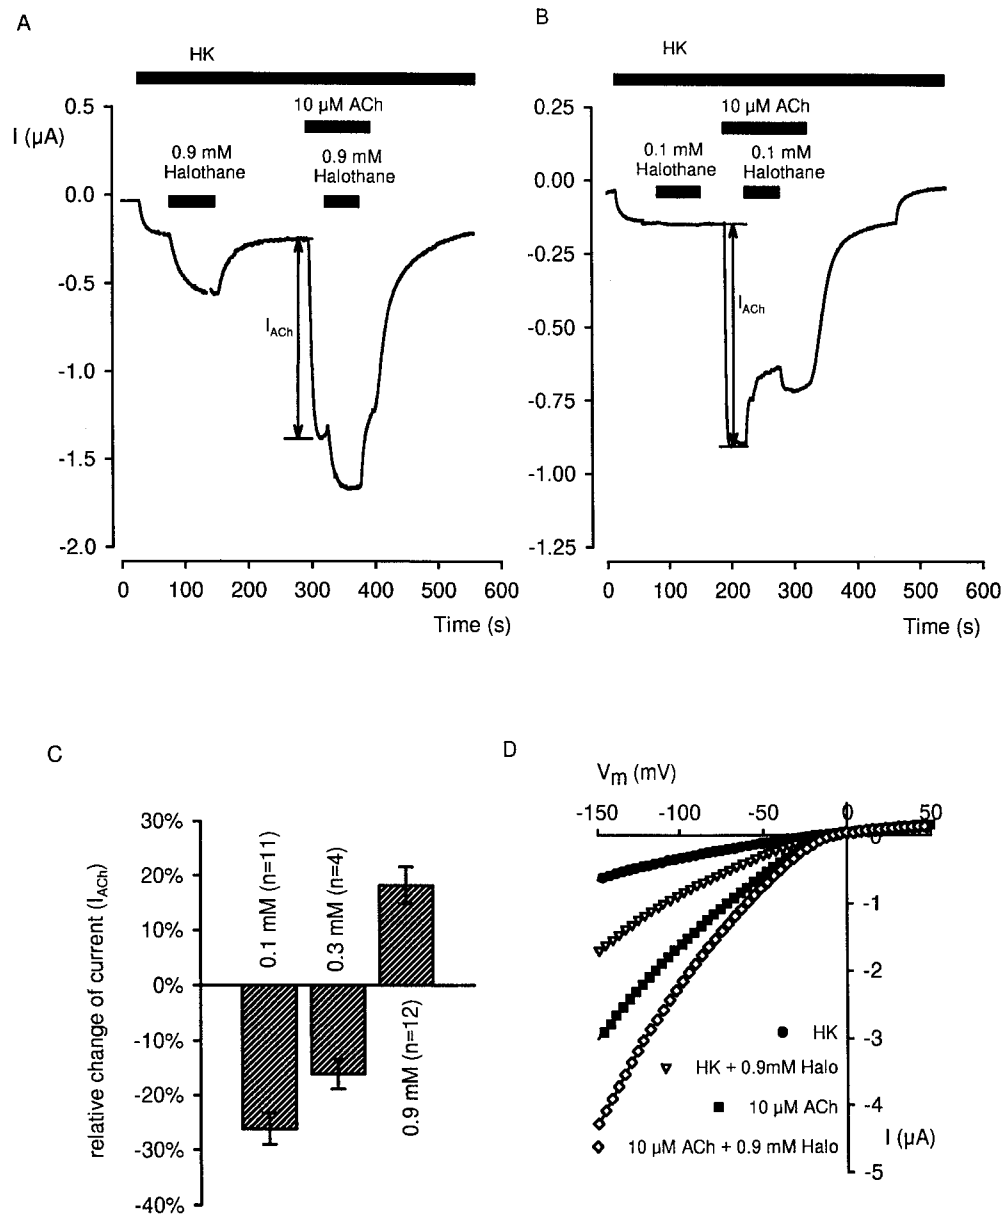 A
HK
10 µM ACh
0.9 mM
Halothane
0.9 mM
Halothane
I (µA)
0.5
0.0
-0.5
-1.0
-1.5
-2.0
I_ACh
0 100 200 300 400 500 600
Time (s)
B
HK
10 µM ACh
0.1 mM
Halothane
0.1 mM
Halothane
0.25
0.00
-0.25
-0.50
-0.75
-1.00
-1.25
I_ACh
0 100 200 300 400 500 600
Time (s)
C
relative change of current (I_ACh)
30%
20%
10%
0%
-10%
-20%
-30%
-40%
0.1 mM (n=11)
0.3 mM (n=4)
0.9 mM (n=12)
D
V_m (mV)
-150 -100 -50 0 50
0
-1
-2
-3
-4
-5
HK
HK + 0.9mM Halo
10 µM ACh
10 µM ACh + 0.9 mM Halo
I (µA)